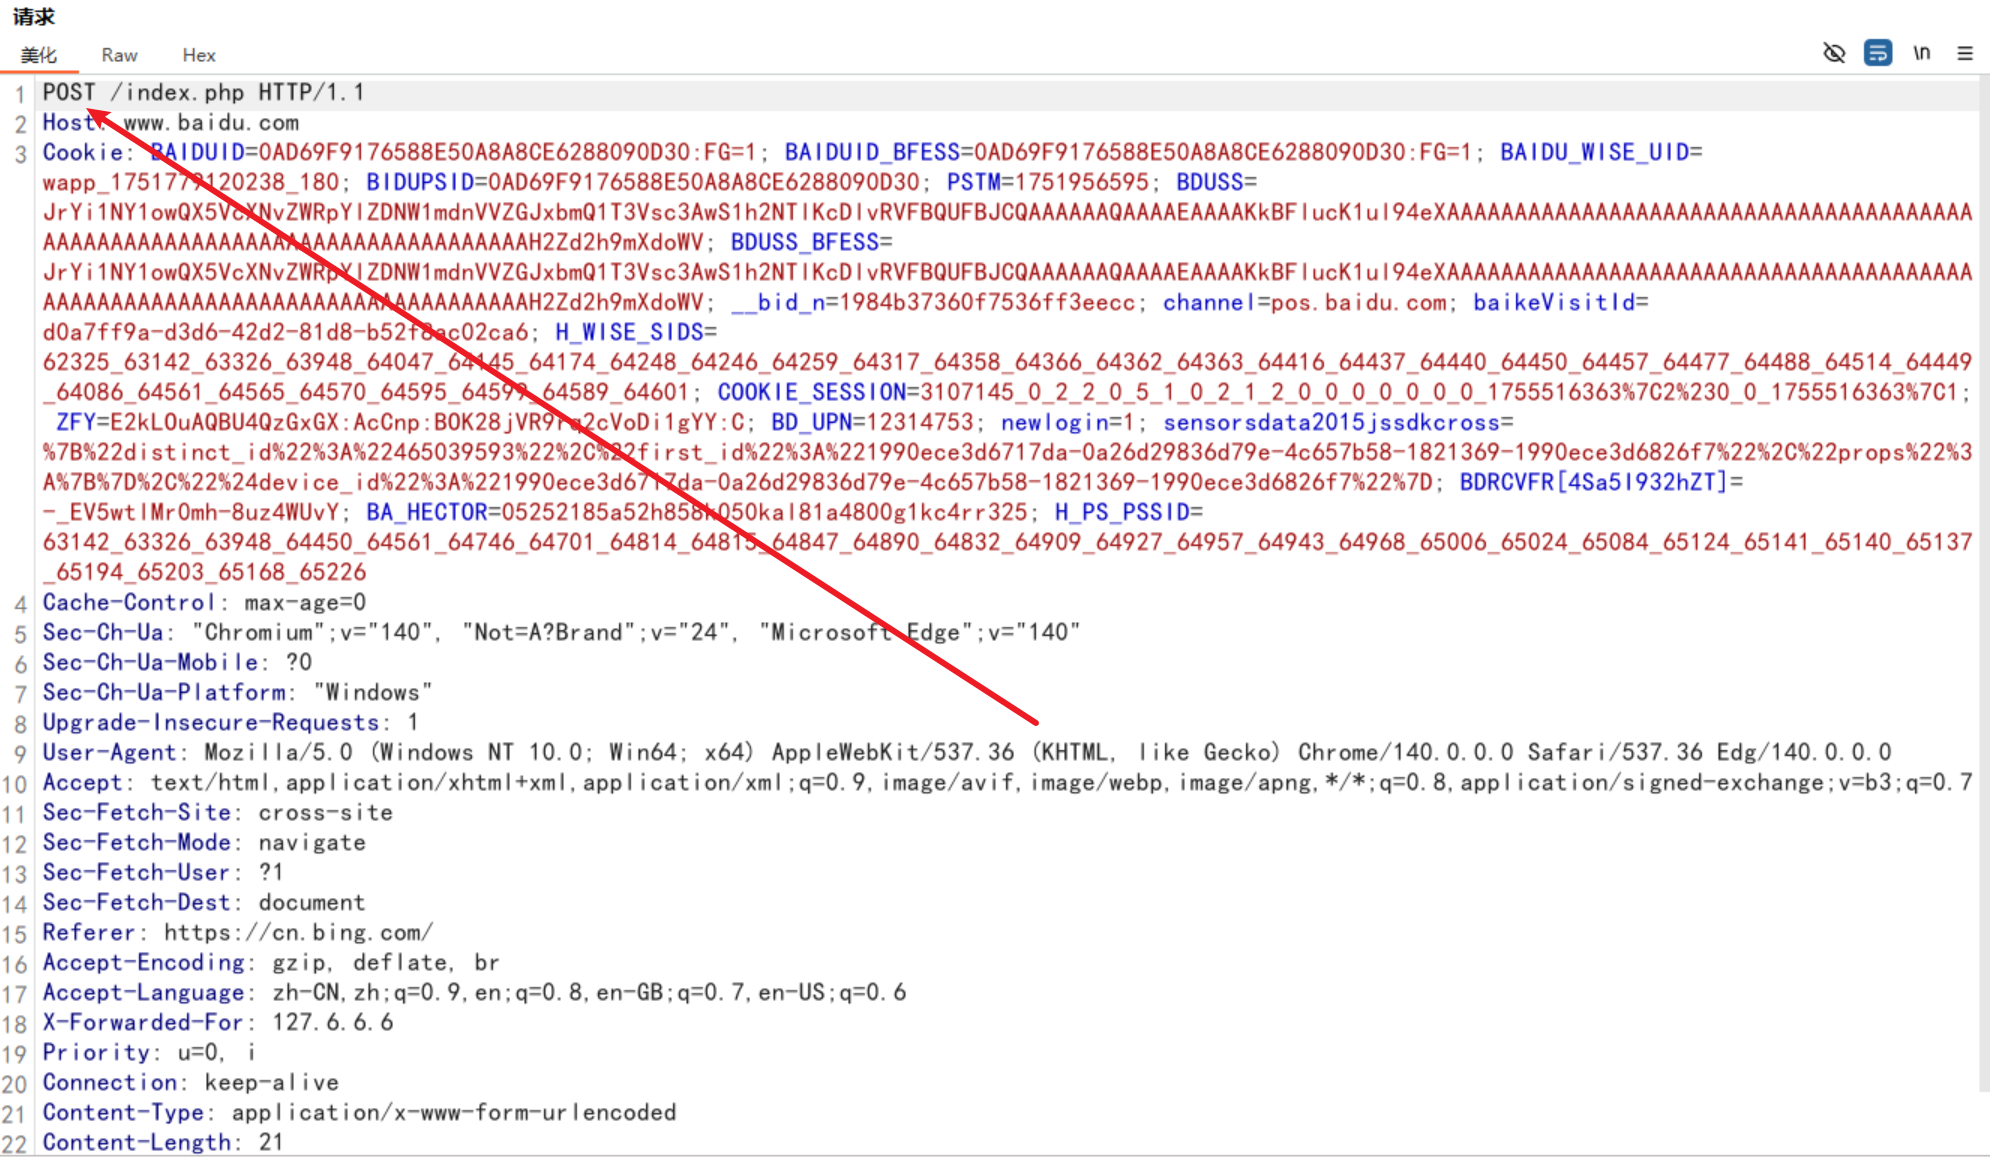 请求
美化 Raw Hex \n
1 POST /index.php HTTP/1.1
2 Host: www.baidu.com
3 Cookie: BAIDUID=0AD69F9176588E50A8A8CE6288090D30:FG=1; BAIDUID_BFESS=0AD69F9176588E50A8A8CE6288090D30:FG=1; BAIDU_WISE_UID=
wapp_1751779120238_180; BIDUPSID=0AD69F9176588E50A8A8CE6288090D30; PSTM=1751956595; BDUSS=
JrYi1NY1owQX5VcXNvZWRpYlZDNW1mdnVVZGJxbmQ1T3Vsc3AwS1h2NTlKcDlvRVFBQUFBJCQAAAAAAQAAAAEAAAAKkBFlucK1ul94eXAAAAAAAAAAAAAAAAAAAAAAAAAAAAAAAAAAAAAAA
AAAAAAAAAAAAAAAAAAAAAAAAAAAAAAAAAAAAH2Zd2h9mXdoWV; BDUSS_BFESS=
JrYi1NY1owQX5VcXNvZWRpYlZDNW1mdnVVZGJxbmQ1T3Vsc3AwS1h2NTlKcDlvRVFBQUFBJCQAAAAAAQAAAAEAAAAKkBFlucK1ul94eXAAAAAAAAAAAAAAAAAAAAAAAAAAAAAAAAAAAAAAA
AAAAAAAAAAAAAAAAAAAAAAAAAAAAAAAAAAAAH2Zd2h9mXdoWV; __bid_n=1984b37360f7536ff3eecc; channel=pos.baidu.com; baikeVisitId=
d0a7ff9a-d3d6-42d2-81d8-b52f8ac02ca6; H_WISE_SIDS=
62325_63142_63326_63948_64047_64145_64174_64248_64246_64259_64317_64358_64366_64362_64363_64416_64437_64440_64450_64457_64477_64488_64514_64449
_64086_64561_64565_64570_64595_64599_64589_64601; COOKIE_SESSION=3107145_0_2_2_0_5_1_0_2_1_2_0_0_0_0_0_0_0_1755516363%7C2%230_0_1755516363%7C1;
ZFY=E2kL0uAQBU4QzGxGX:AcCnp:B0K28jVR9rq2cVoDi1gYY:C; BD_UPN=12314753; newlogin=1; sensorsdata2015jssdkcross=
%7B%22distinct_id%22%3A%22465039593%22%2C%22first_id%22%3A%221990ece3d6717da-0a26d29836d79e-4c657b58-1821369-1990ece3d6826f7%22%2C%22props%22%3
A%7B%7D%2C%22%24device_id%22%3A%221990ece3d6717da-0a26d29836d79e-4c657b58-1821369-1990ece3d6826f7%22%7D; BDRCVFR[4Sa5I932hZT]=
-_EV5wtlMr0mh-8uz4WUvY; BA_HECTOR=05252185a52h858k050kal81a4800g1kc4rr325; H_PS_PSSID=
63142_63326_63948_64450_64561_64746_64701_64814_64815_64847_64890_64832_64909_64927_64957_64943_64968_65006_65024_65084_65124_65141_65140_65137
_65194_65203_65168_65226
4 Cache-Control: max-age=0
5 Sec-Ch-Ua: "Chromium";v="140", "Not=A?Brand";v="24", "Microsoft Edge";v="140"
6 Sec-Ch-Ua-Mobile: ?0
7 Sec-Ch-Ua-Platform: "Windows"
8 Upgrade-Insecure-Requests: 1
9 User-Agent: Mozilla/5.0 (Windows NT 10.0; Win64; x64) AppleWebKit/537.36 (KHTML, like Gecko) Chrome/140.0.0.0 Safari/537.36 Edg/140.0.0.0
10 Accept: text/html,application/xhtml+xml,application/xml;q=0.9,image/avif,image/webp,image/apng,*/*;q=0.8,application/signed-exchange;v=b3;q=0.7
11 Sec-Fetch-Site: cross-site
12 Sec-Fetch-Mode: navigate
13 Sec-Fetch-User: ?1
14 Sec-Fetch-Dest: document
15 Referer: https://cn.bing.com/
16 Accept-Encoding: gzip, deflate, br
17 Accept-Language: zh-CN,zh;q=0.9,en;q=0.8,en-GB;q=0.7,en-US;q=0.6
18 X-Forwarded-For: 127.6.6.6
19 Priority: u=0, i
20 Connection: keep-alive
21 Content-Type: application/x-www-form-urlencoded
22 Content-Length: 21